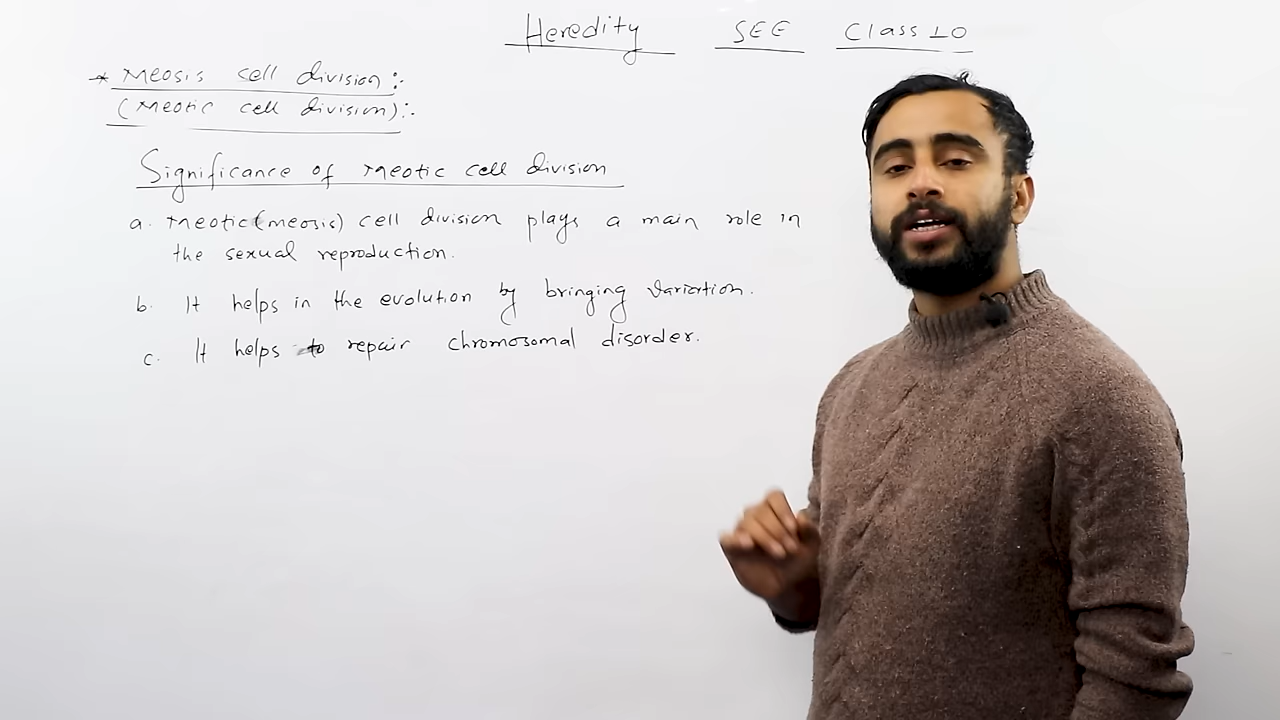 Heredity SEE Class 10
* Meosis cell division:-
(Meotic cell division):-
Significance of Meotic cell division
a. Meotic(meosis) cell division plays a main role in
the sexual reproduction.
b. It helps in the evolution by bringing variation.
c. It helps to repair chromosomal disorder.